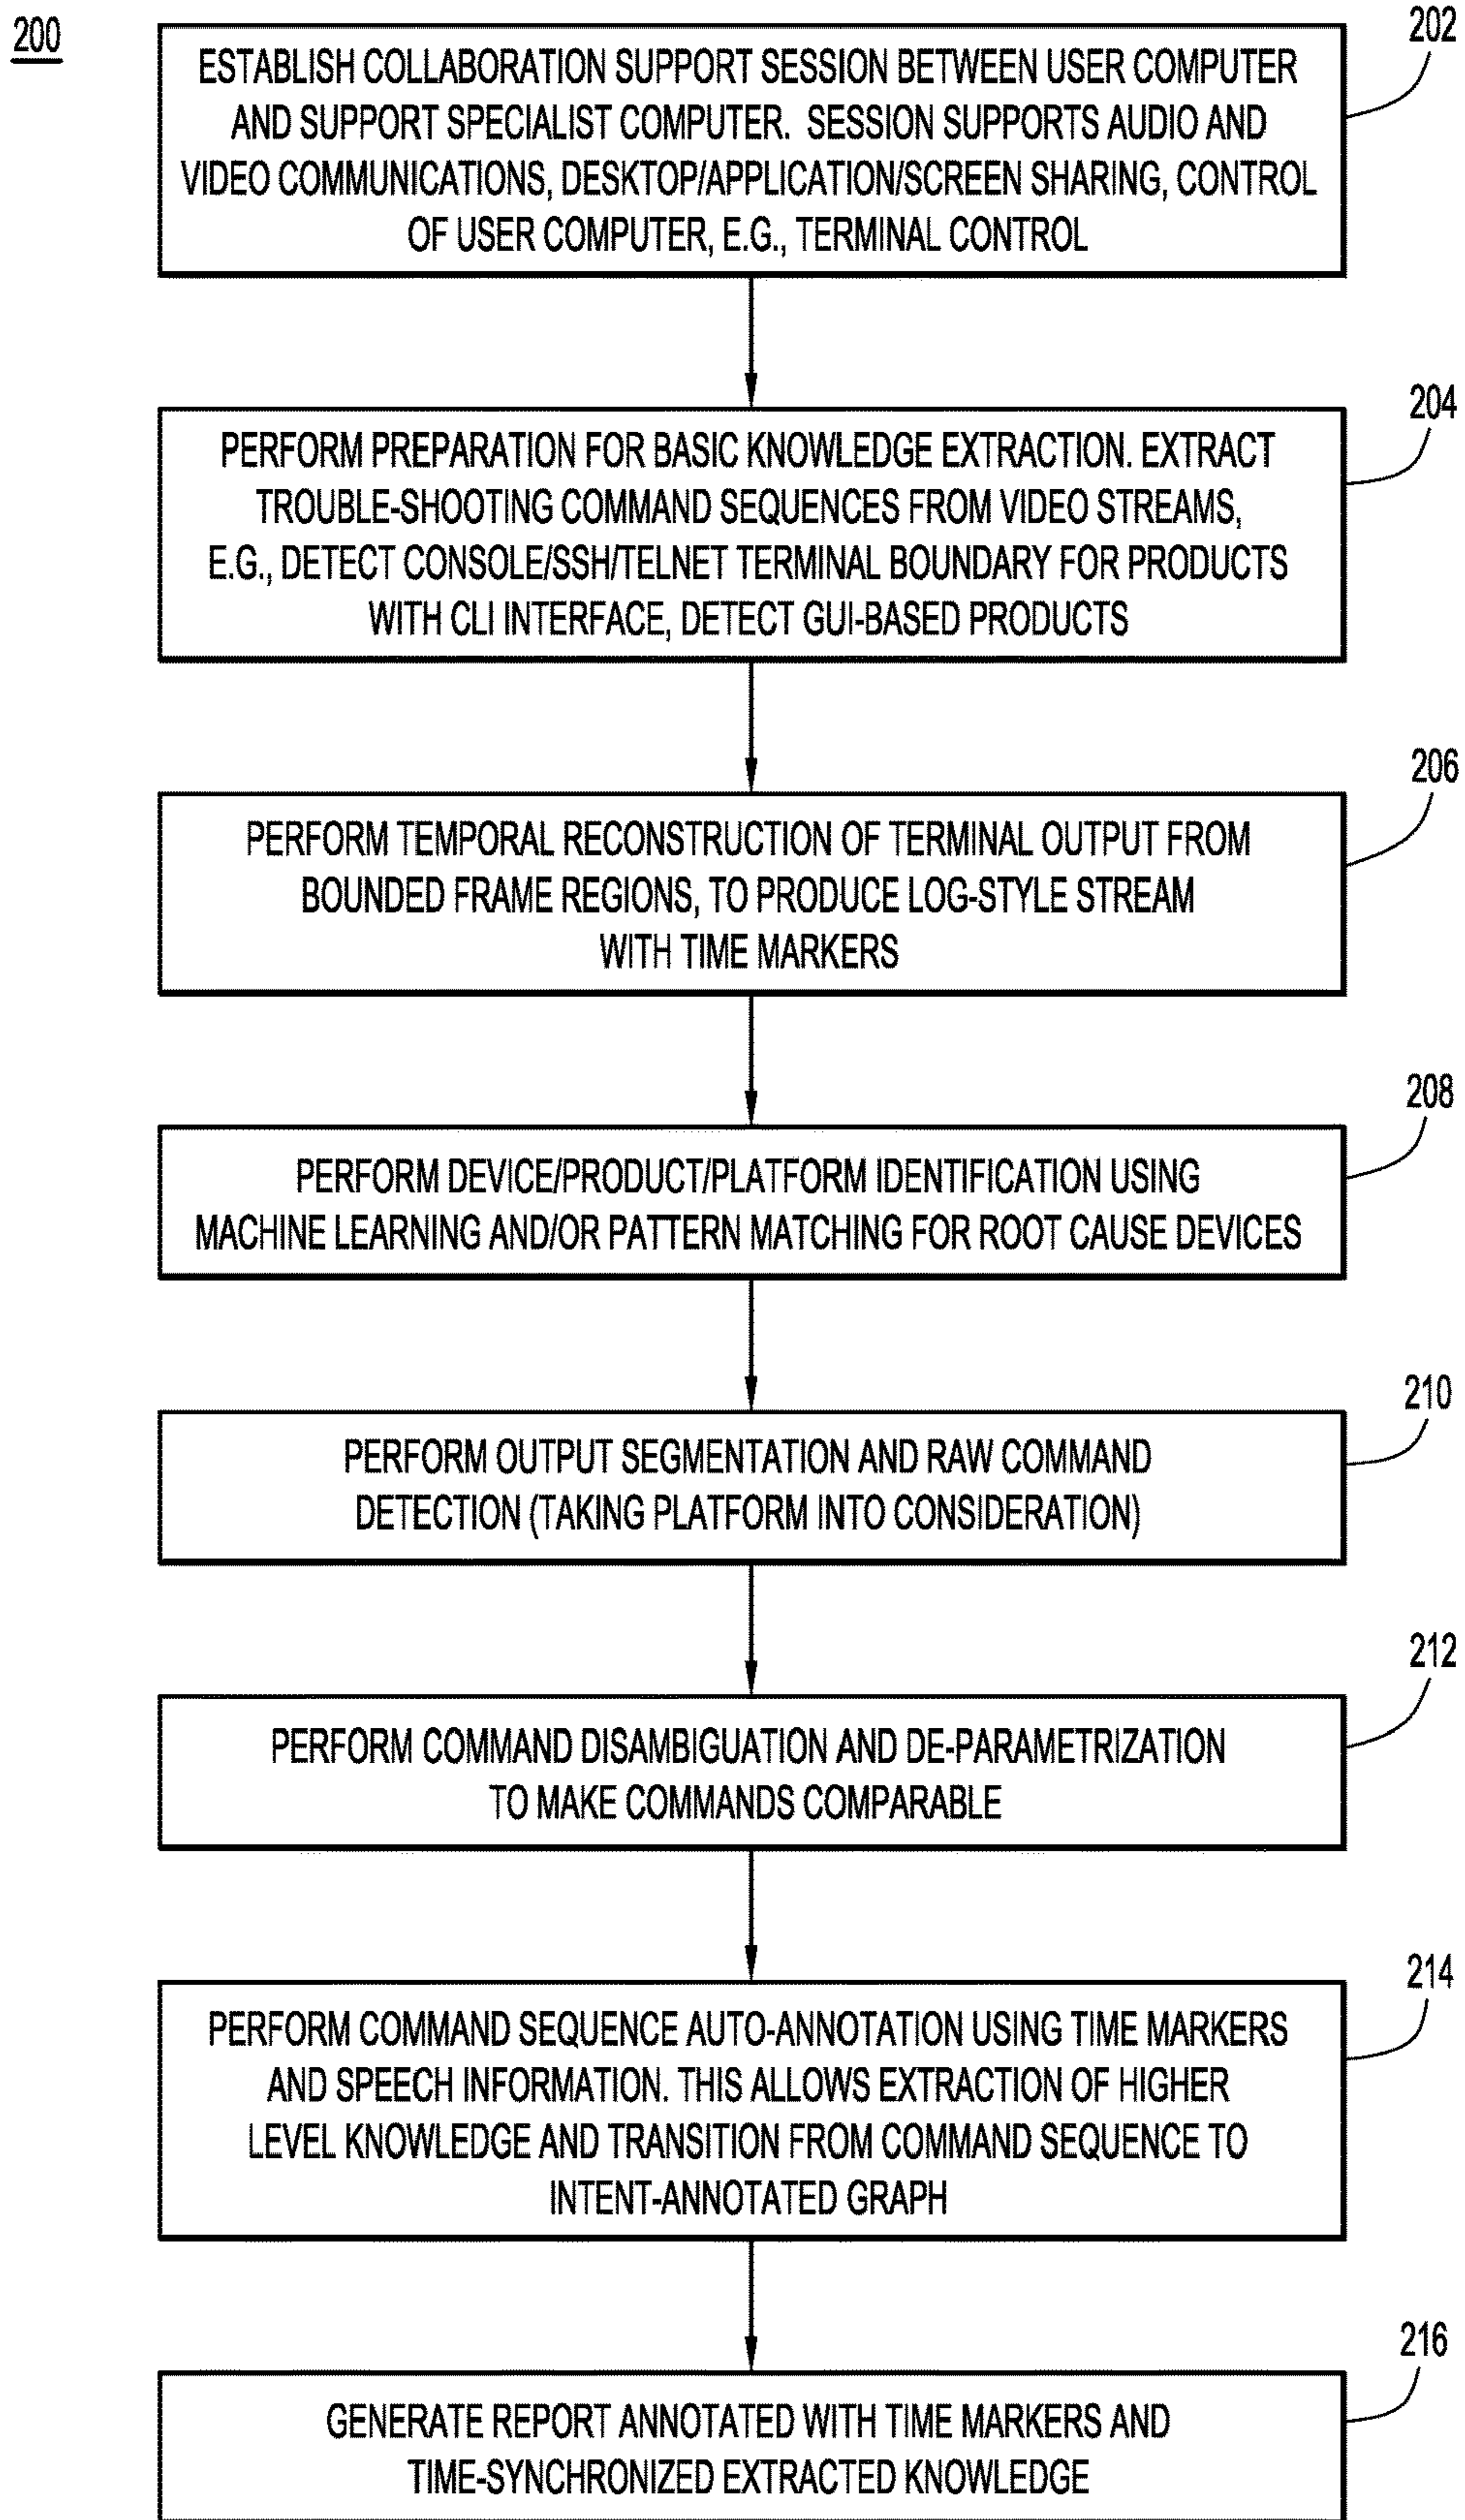 200
202
ESTABLISH COLLABORATION SUPPORT SESSION BETWEEN USER COMPUTER
AND SUPPORT SPECIALIST COMPUTER. SESSION SUPPORTS AUDIO AND
VIDEO COMMUNICATIONS, DESKTOP/APPLICATION/SCREEN SHARING, CONTROL
OF USER COMPUTER, E.G., TERMINAL CONTROL
204
PERFORM PREPARATION FOR BASIC KNOWLEDGE EXTRACTION. EXTRACT
TROUBLE-SHOOTING COMMAND SEQUENCES FROM VIDEO STREAMS,
E.G., DETECT CONSOLE/SSH/TELNET TERMINAL BOUNDARY FOR PRODUCTS
WITH CLI INTERFACE, DETECT GUI-BASED PRODUCTS
206
PERFORM TEMPORAL RECONSTRUCTION OF TERMINAL OUTPUT FROM
BOUNDED FRAME REGIONS, TO PRODUCE LOG-STYLE STREAM
WITH TIME MARKERS
208
PERFORM DEVICE/PRODUCT/PLATFORM IDENTIFICATION USING
MACHINE LEARNING AND/OR PATTERN MATCHING FOR ROOT CAUSE DEVICES
210
PERFORM OUTPUT SEGMENTATION AND RAW COMMAND
DETECTION (TAKING PLATFORM INTO CONSIDERATION)
212
PERFORM COMMAND DISAMBIGUATION AND DE-PARAMETRIZATION
TO MAKE COMMANDS COMPARABLE
214
PERFORM COMMAND SEQUENCE AUTO-ANNOTATION USING TIME MARKERS
AND SPEECH INFORMATION. THIS ALLOWS EXTRACTION OF HIGHER
LEVEL KNOWLEDGE AND TRANSITION FROM COMMAND SEQUENCE TO
INTENT-ANNOTATED GRAPH
216
GENERATE REPORT ANNOTATED WITH TIME MARKERS AND
TIME-SYNCHRONIZED EXTRACTED KNOWLEDGE